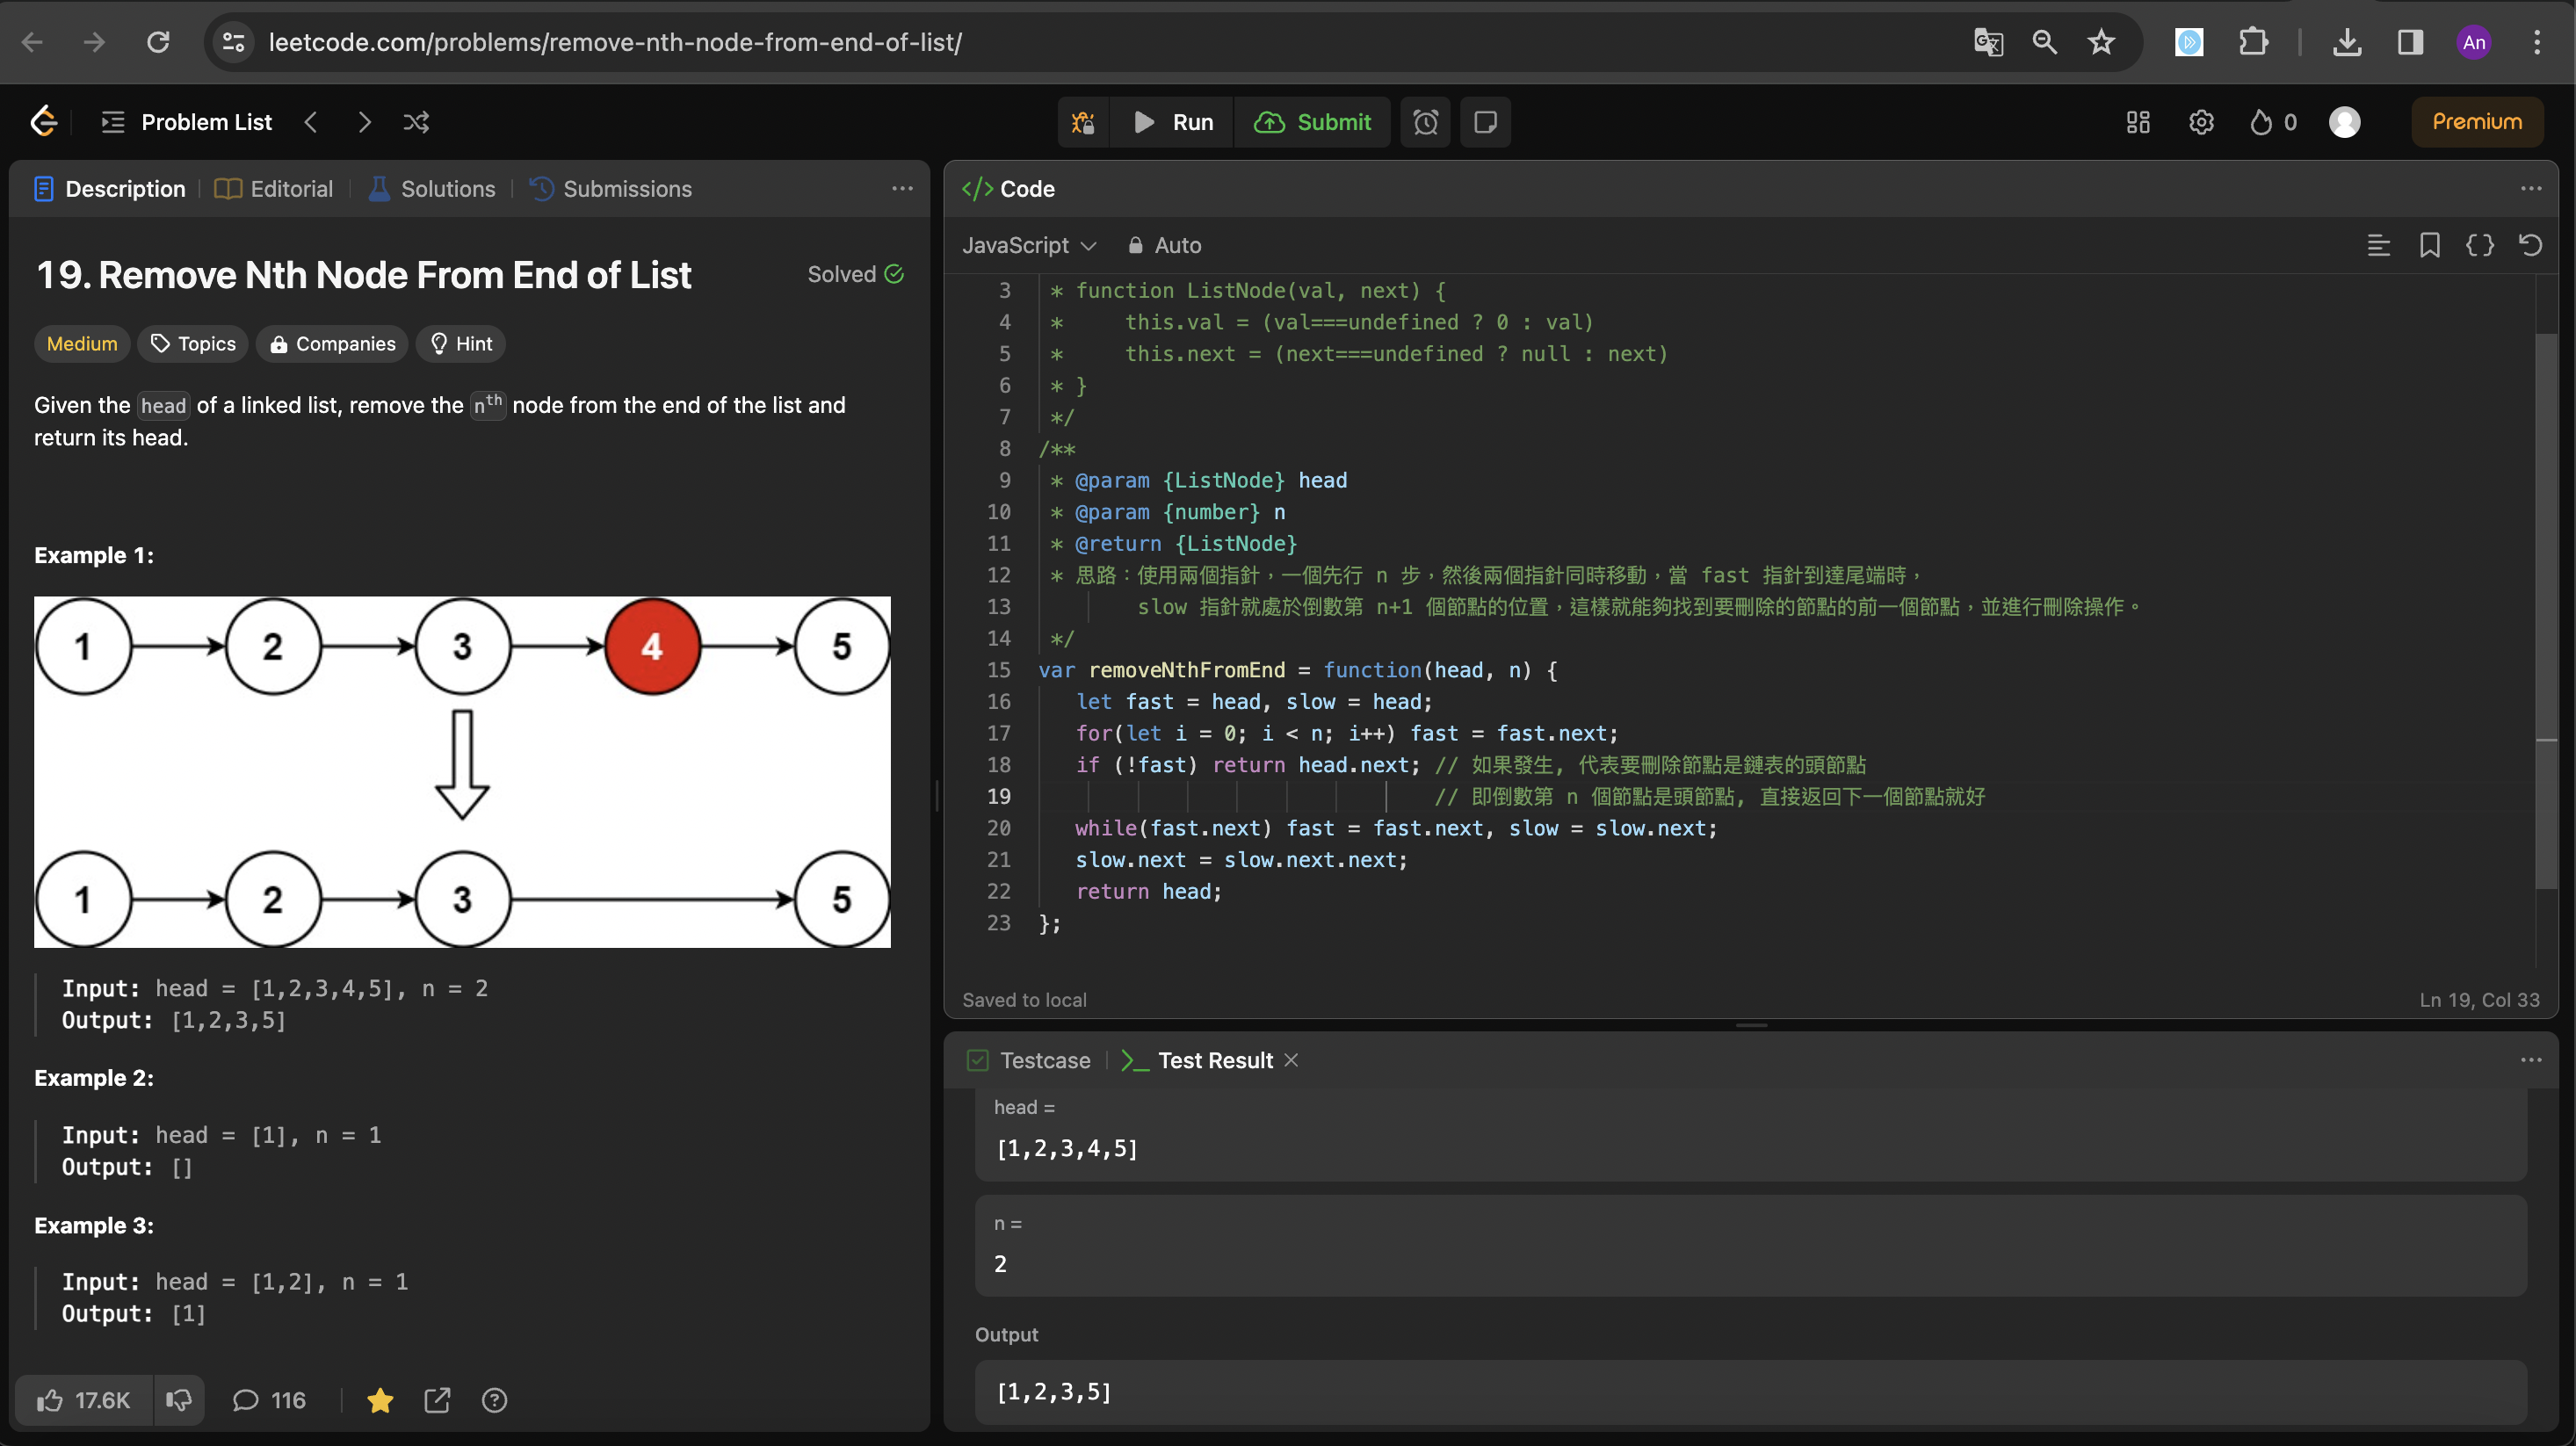 leetcode.com/problems/remove-nth-node-from-end-of-list/
An
Problem List
Run
Submit
0
Premium
Description
Editorial
Solutions
Submissions
19. Remove Nth Node From End of List
Solved
Medium
Topics
Companies
Hint
Given the head of a linked list, remove the nth node from the end of the list and
return its head.
Example 1:
1 2 3 4 5
1 2 3 5
Input: head = [1,2,3,4,5], n = 2
Output: [1,2,3,5]
Example 2:
Input: head = [1], n = 1
Output: []
Example 3:
Input: head = [1,2], n = 1
Output: [1]
17.6K
116
</> Code
JavaScript
Auto
3 * function ListNode(val, next) {
4 *     this.val = (val===undefined ? 0 : val)
5 *     this.next = (next===undefined ? null : next)
6 * }
7 */
8 /**
9 * @param {ListNode} head
10 * @param {number} n
11 * @return {ListNode}
12 * 思路：使用兩個指針，一個先行 n 步，然後兩個指針同時移動，當 fast 指針到達尾端時，
13 slow 指針就處於倒數第 n+1 個節點的位置，這樣就能夠找到要刪除的節點的前一個節點，並進行刪除操作。
14 */
15 var removeNthFromEnd = function(head, n) {
16 let fast = head, slow = head;
17 for(let i = 0; i < n; i++) fast = fast.next;
18 if (!fast) return head.next; // 如果發生, 代表要刪除節點是鏈表的頭節點
19 // 即倒數第 n 個節點是頭節點, 直接返回下一個節點就好
20 while(fast.next) fast = fast.next, slow = slow.next;
21 slow.next = slow.next.next;
22 return head;
23 };
Saved to local
Ln 19, Col 33
Testcase
Test Result
head =
[1,2,3,4,5]
n =
2
Output
[1,2,3,5]